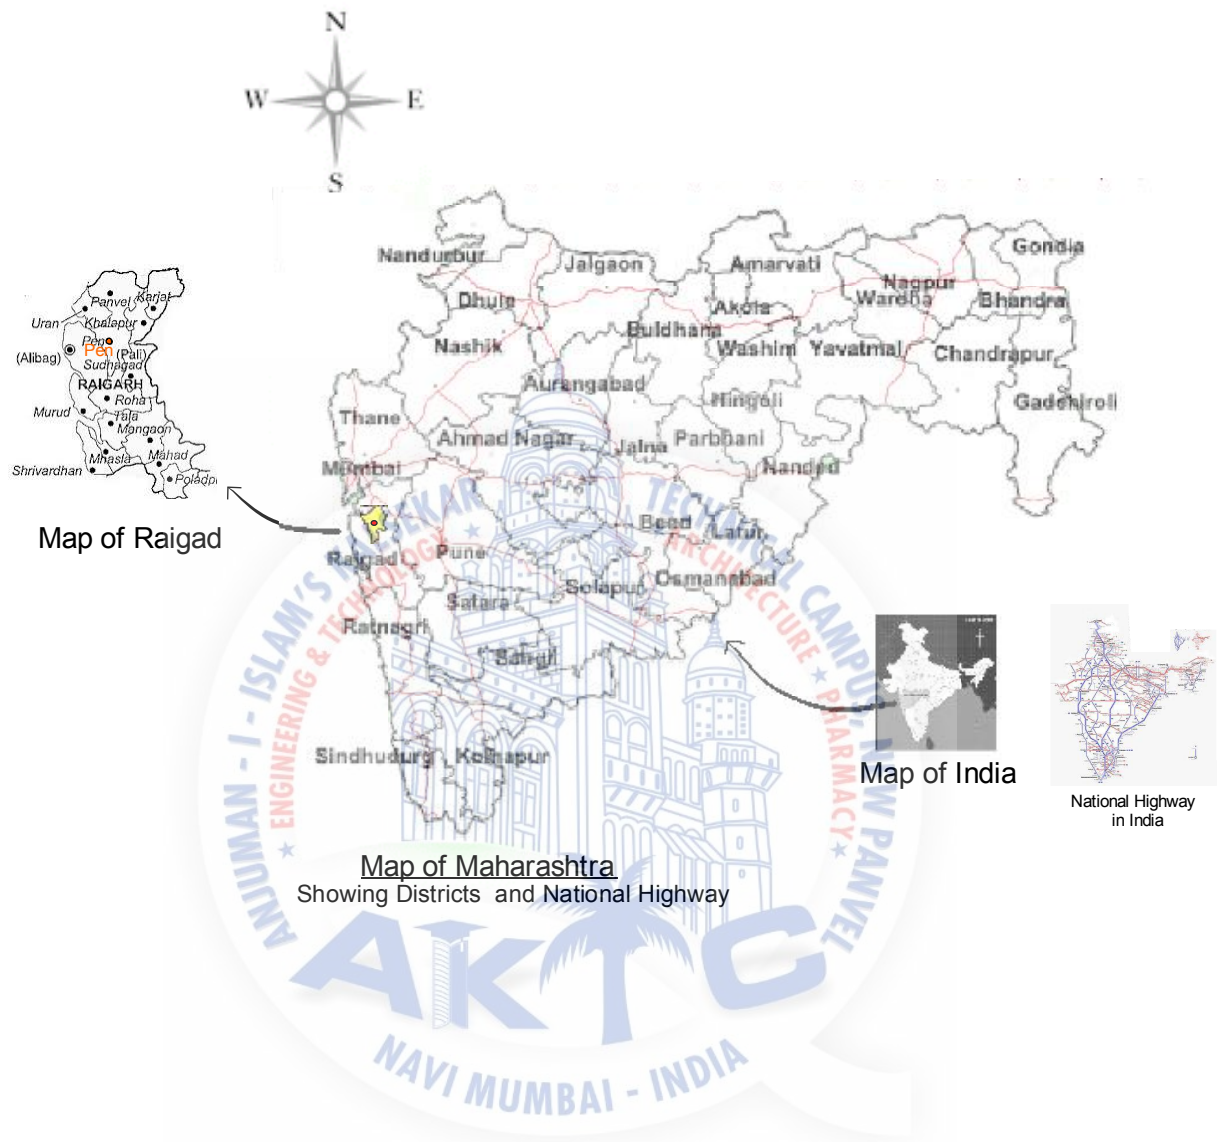 N
W
E
S
Nandurbur
Jalgaon
Amarvati
Gondia
Dhule
Akola
Nagpur
Wardha
Bhandra
Buldhana
Nashik
Washim
Yavatmal
Chandrapur
Aurangabad
Hingoli
Gadchiroli
Thane
Ahmad Nagar
Jalna
Parbhani
Mumbai
Nanded
Beed
Latur
Raigad
Pune
Solapur
Osmanabad
Satara
Ratnagri
Sangli
Sindhudurg
Kolhapur
Panvel
Karjat
Uran
Khalapur
Pen
Pen
(Alibag)
(Pali)
Sudhagad
RAIGARH
Roha
Murud
Tala
Mangaon
Mhasla
Mahad
Shrivardhan
Poladpu
Map of Raigad
Map of India
National Highway
in India
Map of Maharashtra
Showing Districts and National Highway
ANJUMAN - I - ISLAM'S KALSEKAR TECHNICAL CAMPUS, NEW PANVEL
★ ENGINEERING & TECHNOLOGY ★ ARCHITECTURE ★ PHARMACY ★
AKTC
NAVI MUMBAI - INDIA